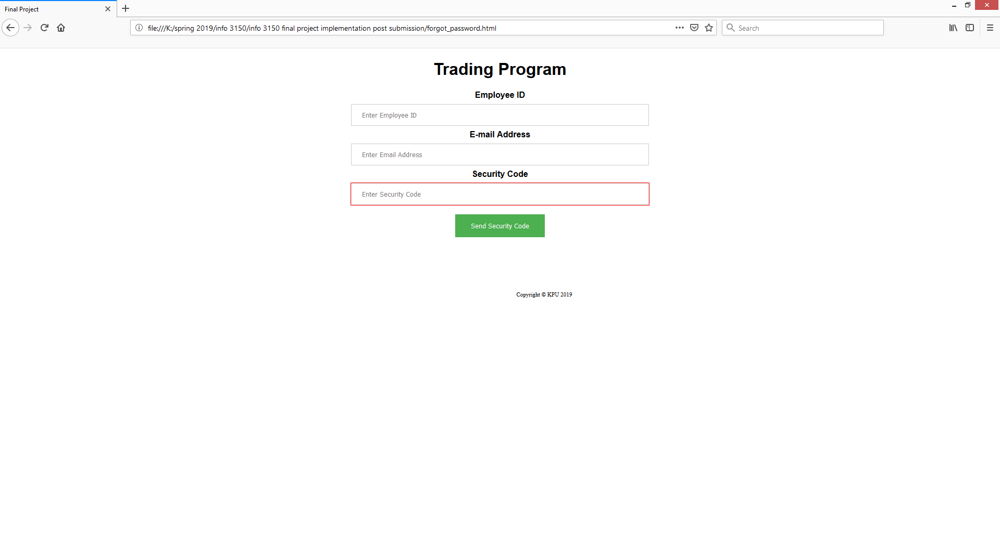 Final Project
file:///K:/spring 2019/info 3150/info 3150 final project implementation post submission/forgot_password.html
Search
Trading Program
Employee ID
Enter Employee ID
E-mail Address
Enter Email Address
Security Code
Enter Security Code
Send Security Code
Copyright © KPU 2019